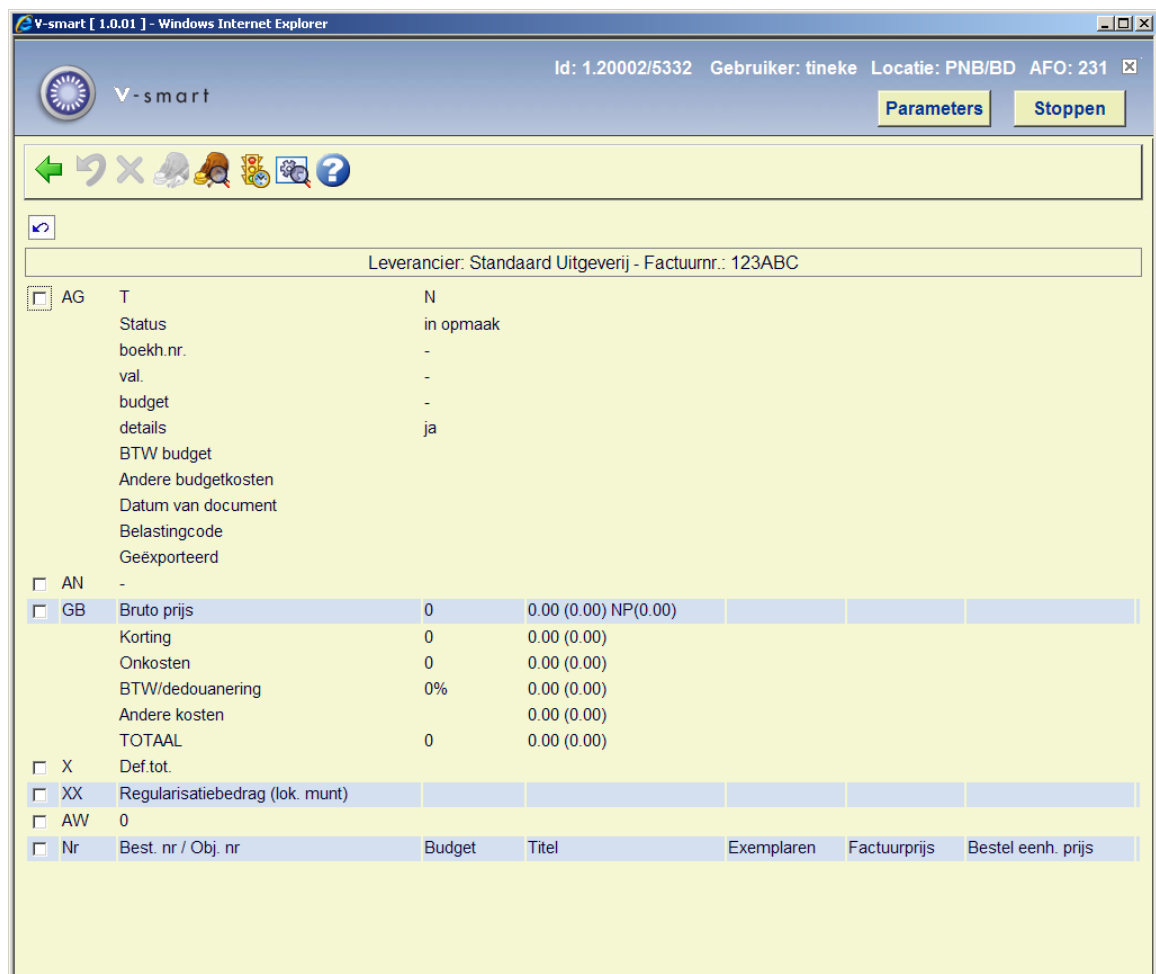 V-smart [ 1.0.01 ] - Windows Internet Explorer
Id: 1.20002/5332 Gebruiker: tineke Locatie: PNB/BD AFO: 231
V-smart
Parameters Stoppen
Leverancier: Standaard Uitgeverij - Factuurnr.: 123ABC
AG T N
Status in opmaak
boekh.nr. -
val. -
budget -
details ja
BTW budget
Andere budgetkosten
Datum van document
Belastingcode
Geëxporteerd
AN -
GB Bruto prijs 0 0.00 (0.00) NP(0.00)
Korting 0 0.00 (0.00)
Onkosten 0 0.00 (0.00)
BTW/dedouanering 0% 0.00 (0.00)
Andere kosten 0.00 (0.00)
TOTAAL 0 0.00 (0.00)
X Def.tot.
XX Regularisatiebedrag (lok. munt)
AW 0
Nr Best. nr / Obj. nr Budget Titel Exemplaren Factuurprijs Bestel eenh. prijs